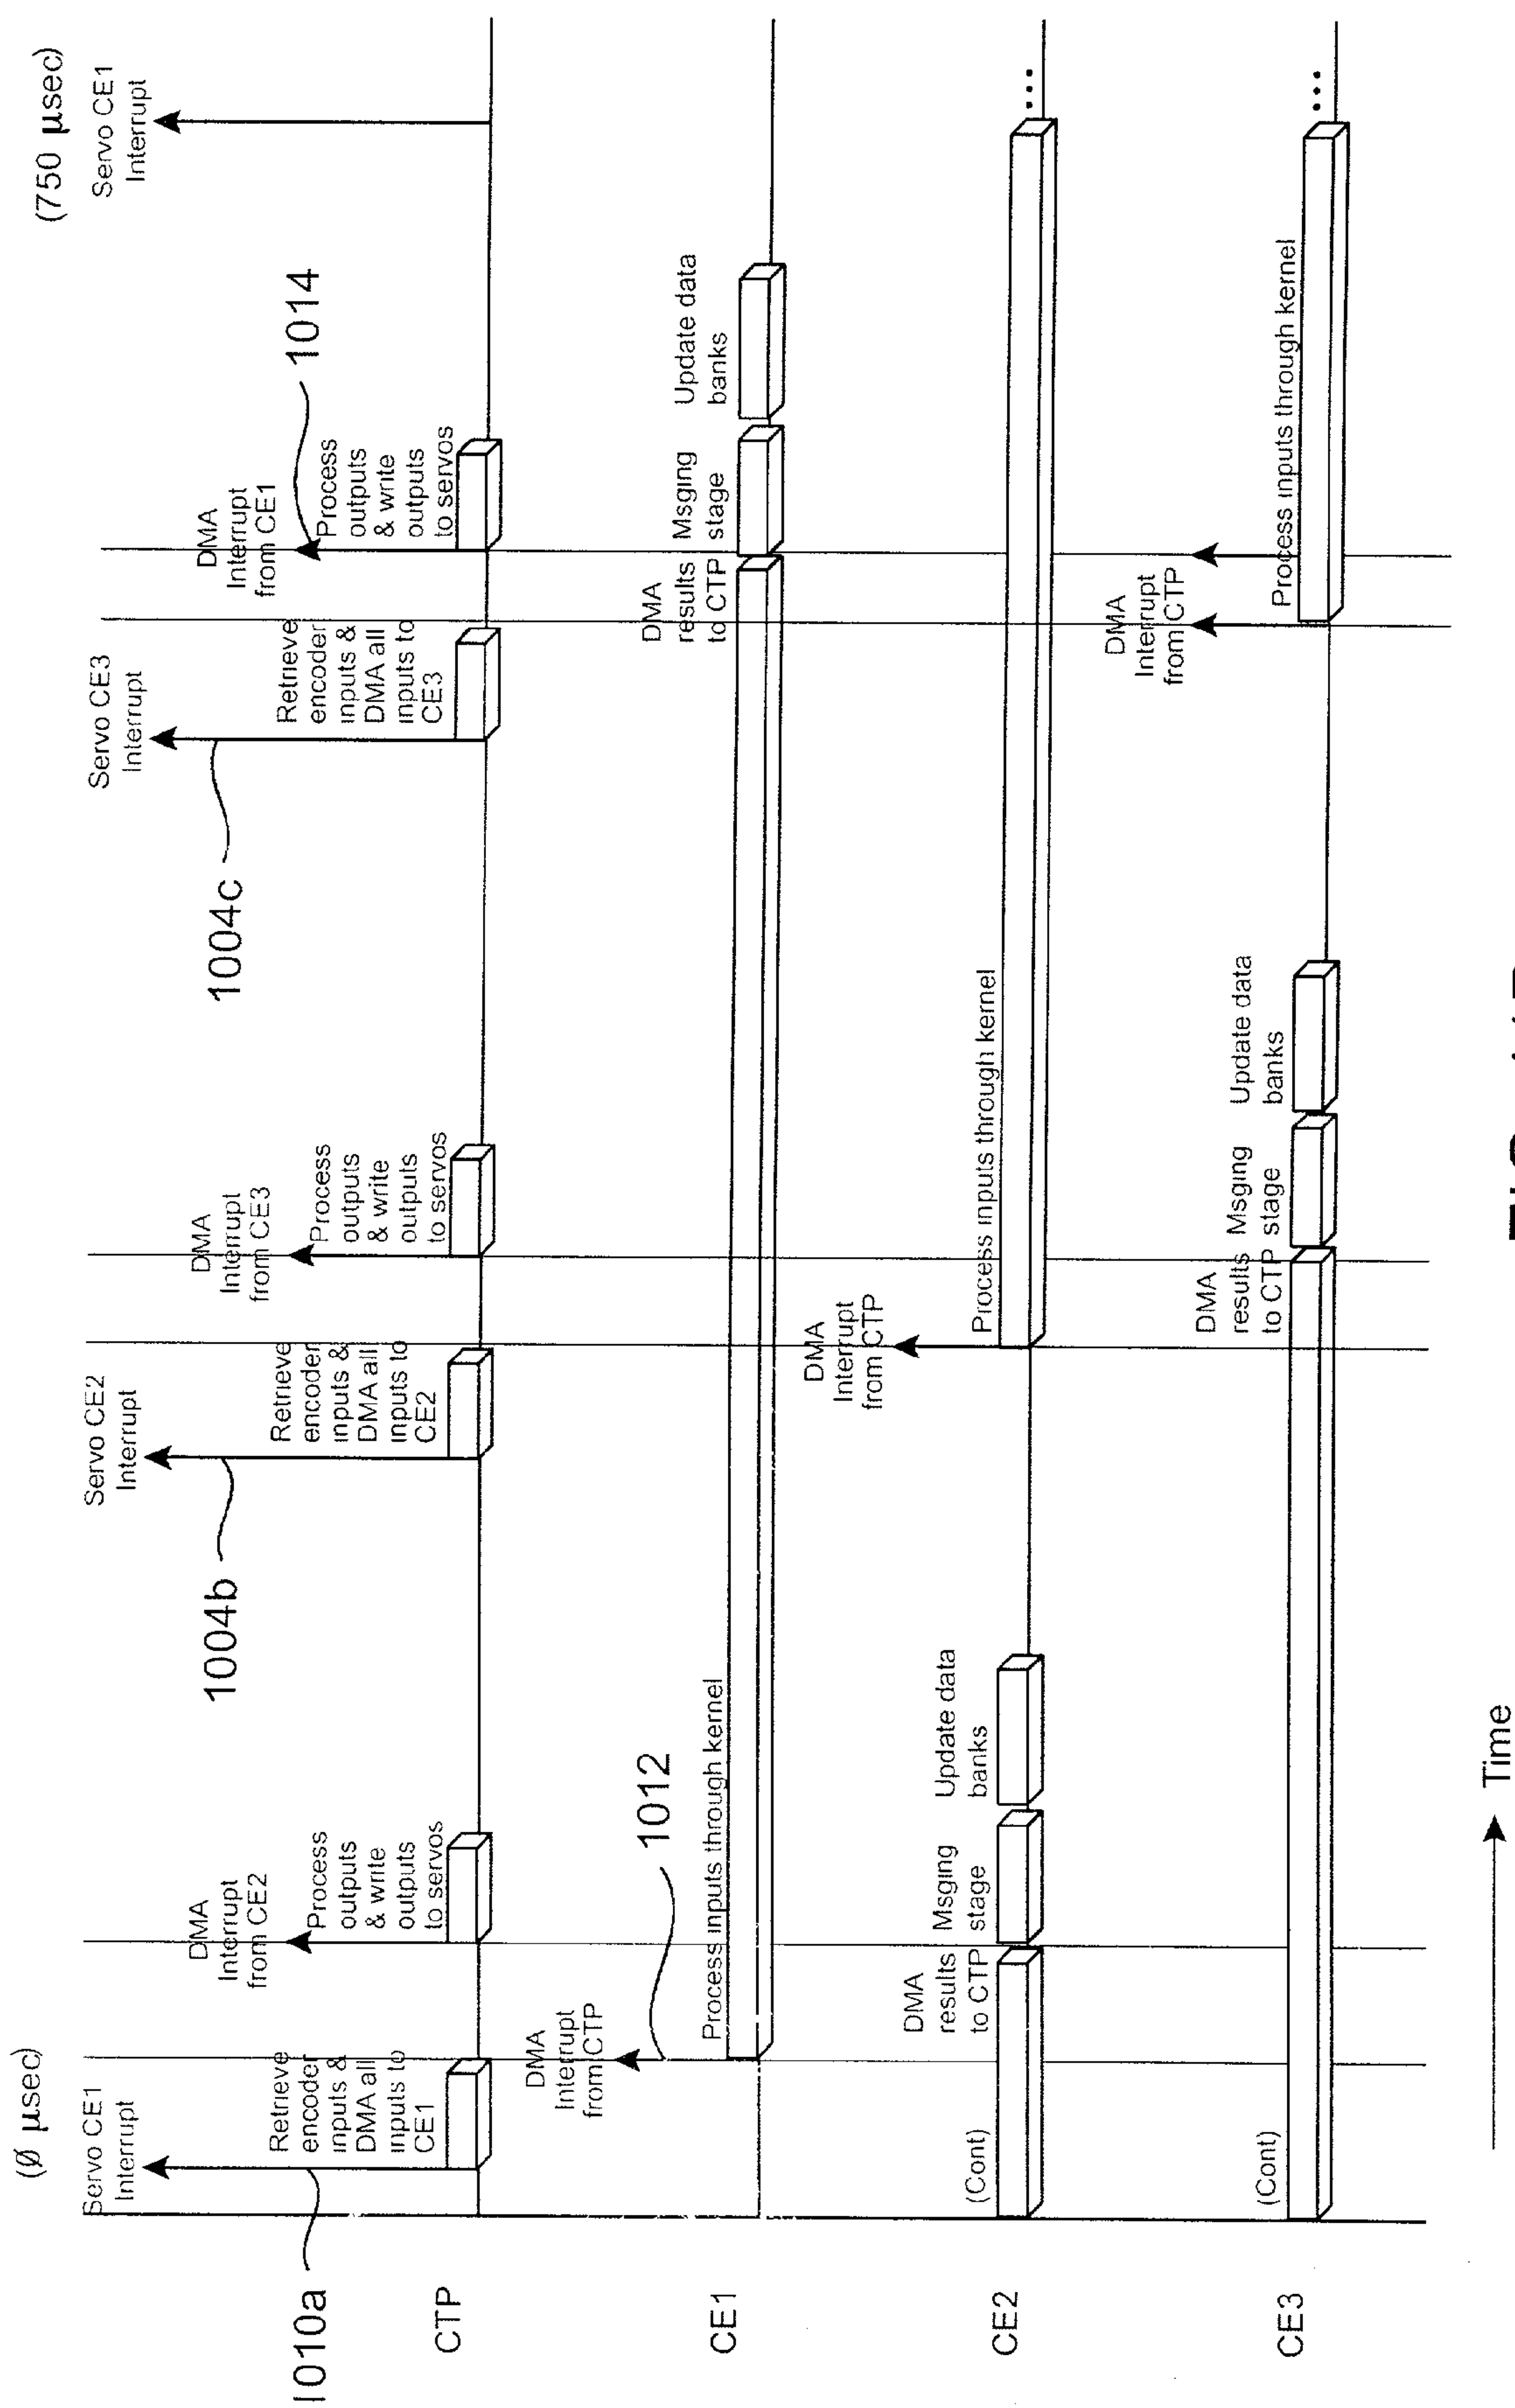 (Ø µsec)
(750 µsec)
Servo CE1
Interrupt
Servo CE2
Interrupt
Servo CE3
Interrupt
Servo CE1
Interrupt
1010a
1004b
1004c
1014
DMA
Interrupt
from CE2
DMA
Interrupt
from CE3
DMA
Interrupt
from CE1
Retrieve
encoder
inputs &
DMA all
inputs to
CE1
Process
outputs
& write
outputs
to servos
Retrieve
encoder
inputs &
DMA all
inputs to
CE2
Process
outputs
& write
outputs
to servos
Retrieve
encoder
inputs &
DMA all
inputs to
CE3
Process
outputs
& write
outputs
to servos
CTP
DMA
Interrupt
from CTP
1012
Process inputs through kernel
DMA
results
to CTP
Msging
stage
Update data
banks
CE1
DMA
Interrupt
from CTP
(Cont)
DMA
results
to CTP
Msging
stage
Update data
banks
Process inputs through kernel
...
CE2
DMA
Interrupt
from CTP
(Cont)
DMA
results
to CTP
Msging
stage
Update data
banks
Process inputs through kernel
...
CE3
Time